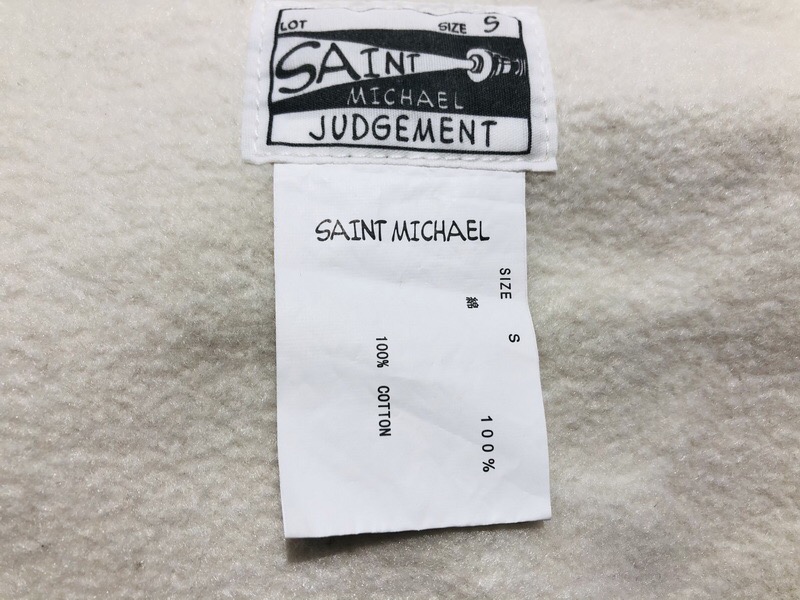 LOT SIZE S
SAINT
MICHAEL
JUDGEMENT
SAINT MICHAEL
SIZE S
綿 100%
100% COTTON